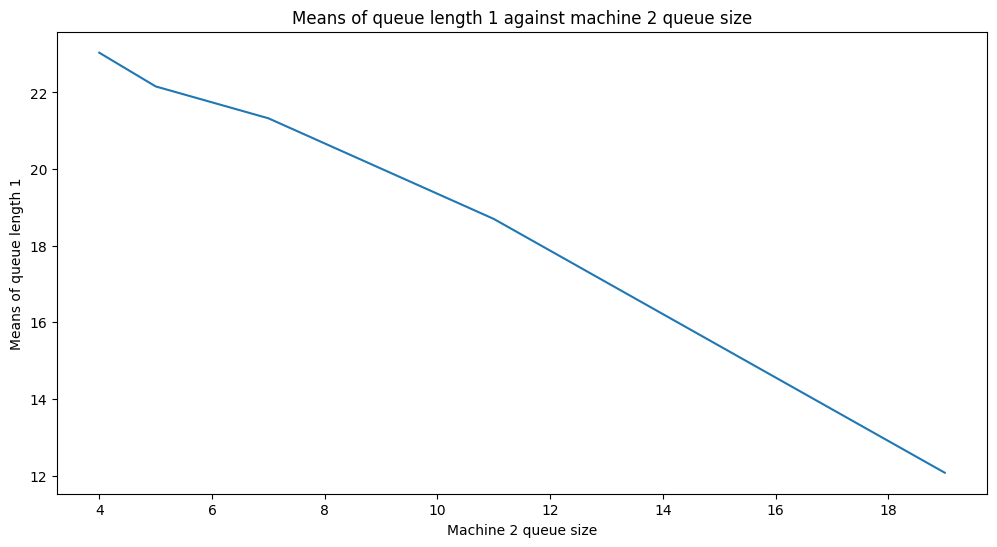 Means of queue length 1 against machine 2 queue size
Means of queue length 1
22
20
18
16
14
12
4 6 8 10 12 14 16 18
Machine 2 queue size